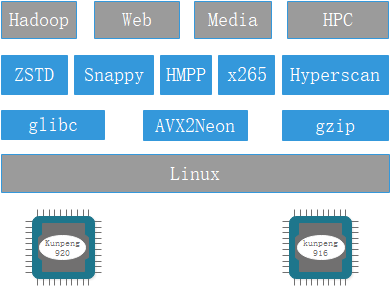 Hadoop Web Media HPC
ZSTD Snappy HMPP x265 Hyperscan
glibc AVX2Neon gzip
Linux
Kunpeng kunpeng
920 916